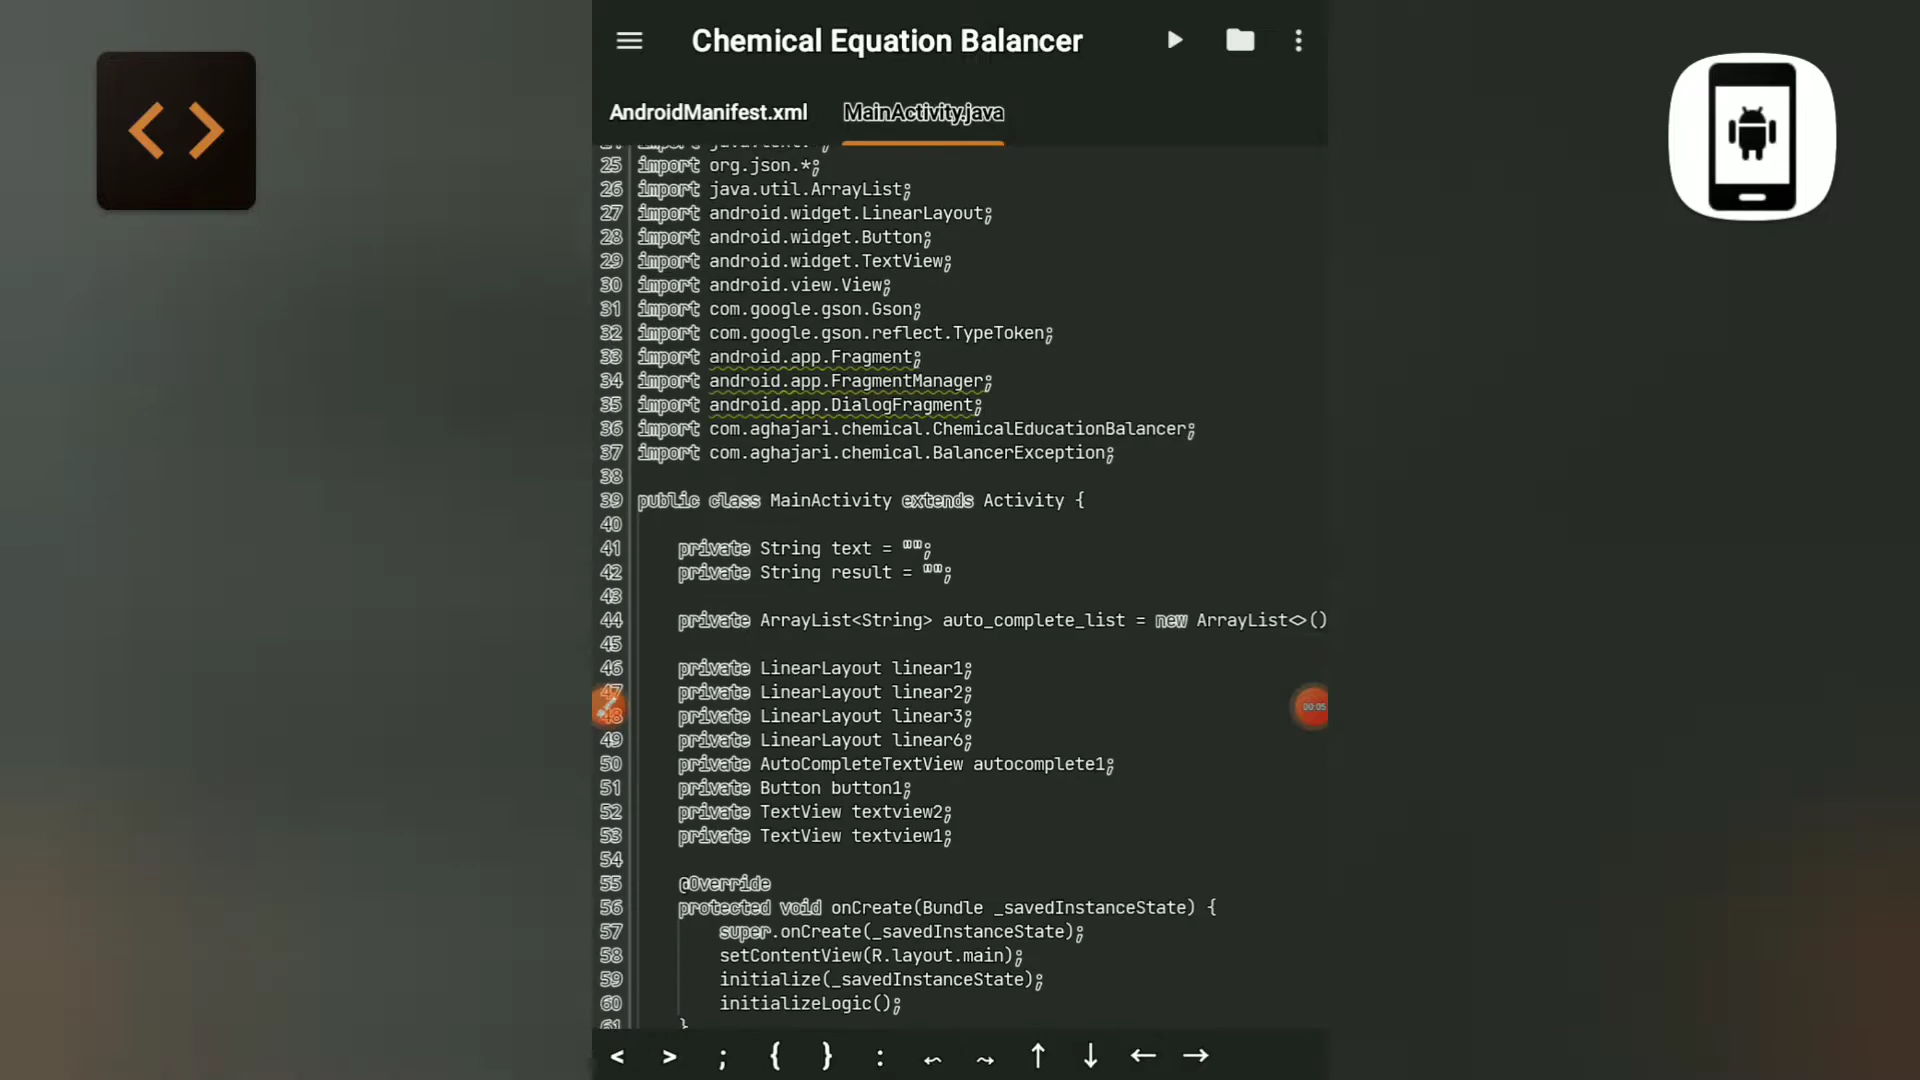 Chemical Equation Balancer
AndroidManifest.xml MainActivity.java
25 import org.json.*;
26 import java.util.ArrayList;
27 import android.widget.LinearLayout;
28 import android.widget.Button;
29 import android.widget.TextView;
30 import android.view.View;
31 import com.google.gson.Gson;
32 import com.google.gson.reflect.TypeToken;
33 import android.app.Fragment;
34 import android.app.FragmentManager;
35 import android.app.DialogFragment;
36 import com.aghajari.chemical.ChemicalEducationBalancer;
37 import com.aghajari.chemical.BalancerException;
38
39 public class MainActivity extends Activity {
40
41 private String text = "";
42 private String result = "";
43
44 private ArrayList<String> auto_complete_list = new ArrayList<>()
45
46 private LinearLayout linear1;
47 private LinearLayout linear2;
48 private LinearLayout linear3;
00:05
49 private LinearLayout linear6;
50 private AutoCompleteTextView autocomplete1;
51 private Button button1;
52 private TextView textview2;
53 private TextView textview1;
54
55 @Override
56 protected void onCreate(Bundle _savedInstanceState) {
57 super.onCreate(_savedInstanceState);
58 setContentView(R.layout.main);
59 initialize(_savedInstanceState);
60 initializeLogic();
61 }
< > ; { } : ↜ ↝ ↑ ↓ ← →